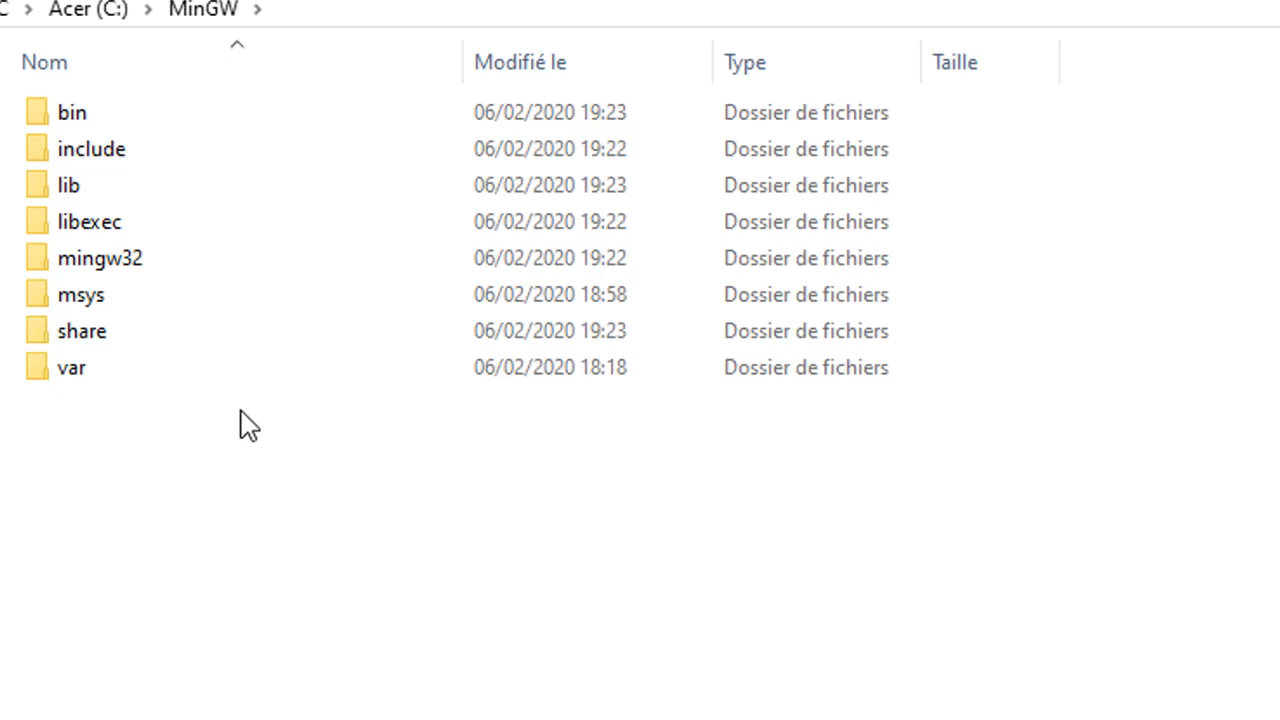 C > Acer (C:) > MinGW >
Nom Modifié le Type Taille
bin 06/02/2020 19:23 Dossier de fichiers
include 06/02/2020 19:22 Dossier de fichiers
lib 06/02/2020 19:23 Dossier de fichiers
libexec 06/02/2020 19:22 Dossier de fichiers
mingw32 06/02/2020 19:22 Dossier de fichiers
msys 06/02/2020 18:58 Dossier de fichiers
share 06/02/2020 19:23 Dossier de fichiers
var 06/02/2020 18:18 Dossier de fichiers